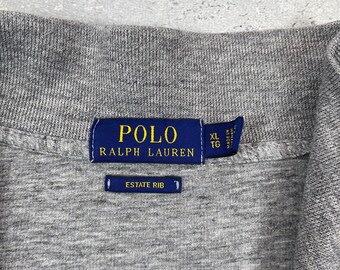 POLO
RALPH LAUREN
XL
TG
ESTATE RIB